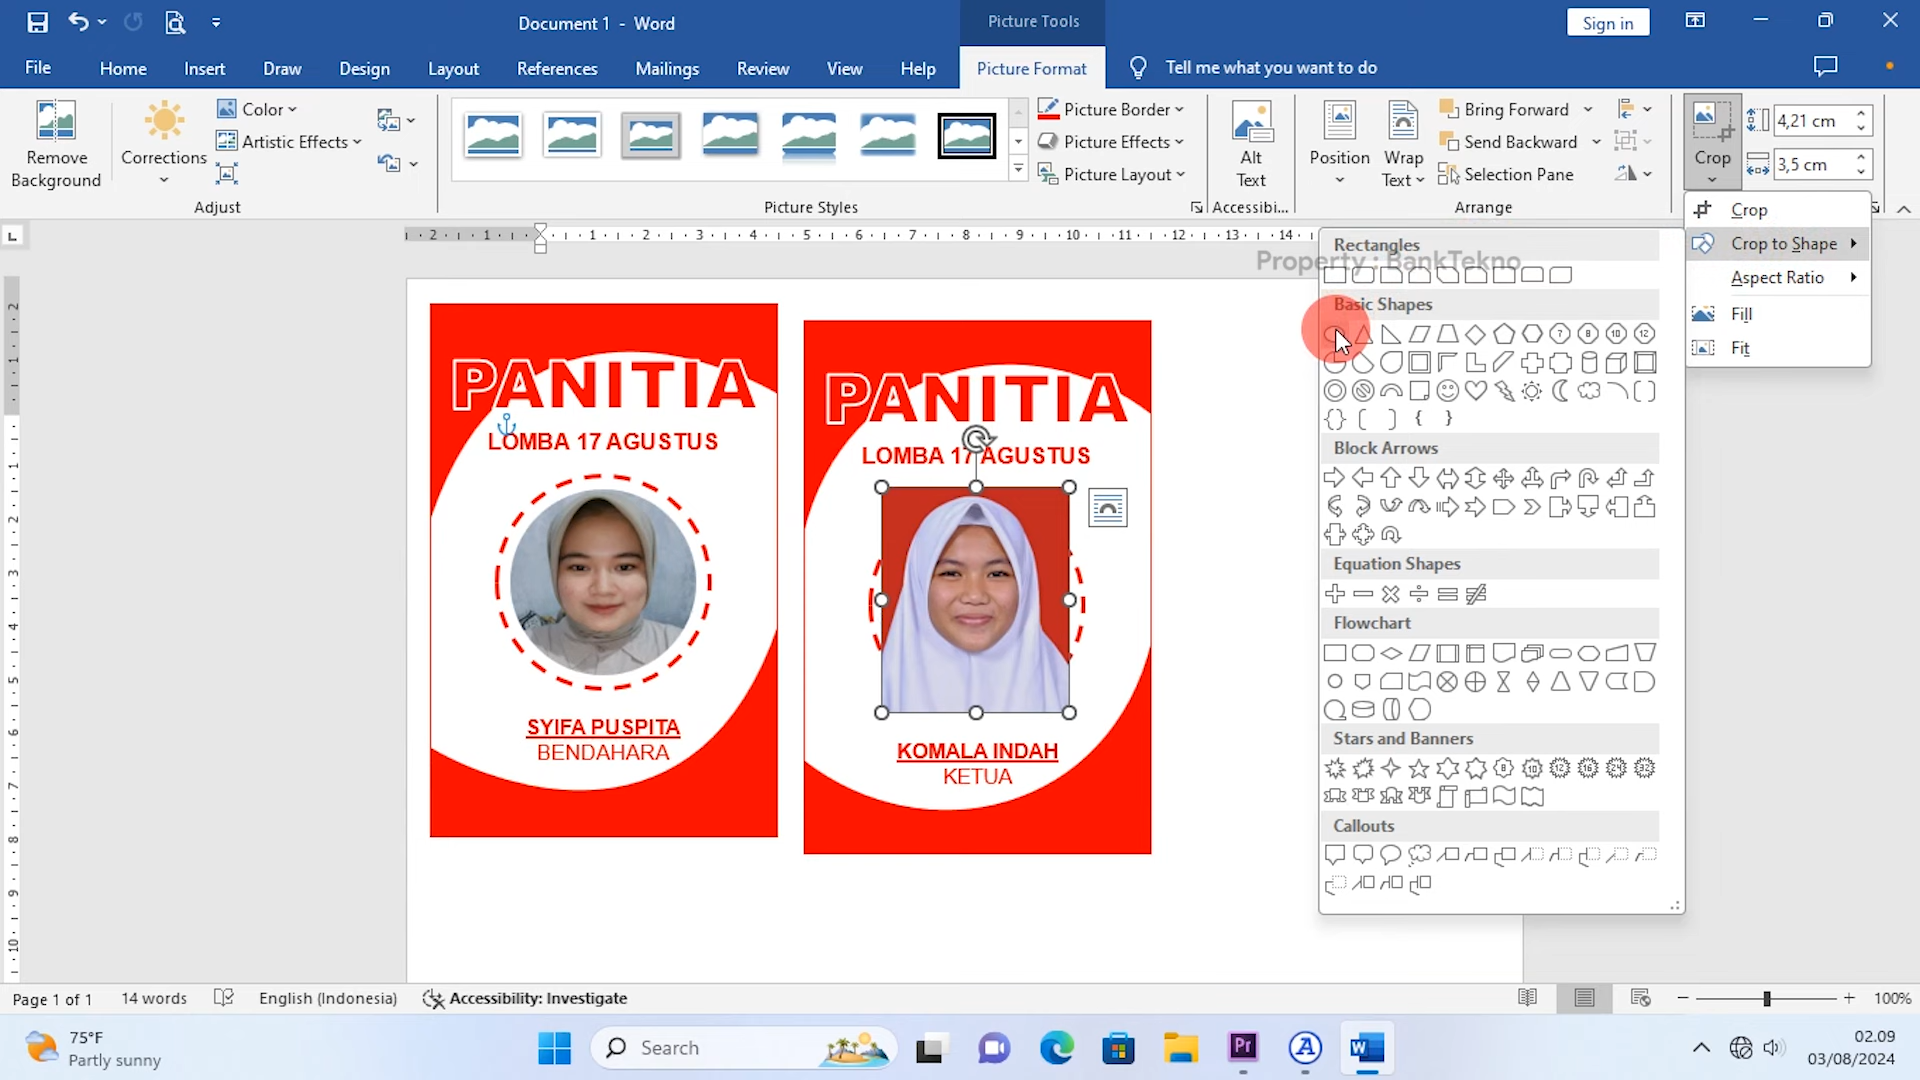 Document 1 - Word
Picture Tools
Sign in
File
Home
Insert
Draw
Design
Layout
References
Mailings
Review
View
Help
Picture Format
Tell me what you want to do
Remove Background
Corrections
Color
Artistic Effects
Adjust
Picture Styles
Picture Border
Picture Effects
Picture Layout
Alt Text
Accessibi...
Position
Wrap Text
Bring Forward
Send Backward
Selection Pane
Arrange
Crop
4,21 cm
3,5 cm
Crop
Crop to Shape
Aspect Ratio
Fill
Fit
Property : BankTekno
Rectangles
Basic Shapes
Block Arrows
Equation Shapes
Flowchart
Stars and Banners
Callouts
PANITIA
LOMBA 17 AGUSTUS
SYIFA PUSPITA
BENDAHARA
PANITIA
LOMBA 17 AGUSTUS
KOMALA INDAH
KETUA
Page 1 of 1
14 words
English (Indonesia)
Accessibility: Investigate
100%
75°F
Partly sunny
Search
Pr
02.09
03/08/2024